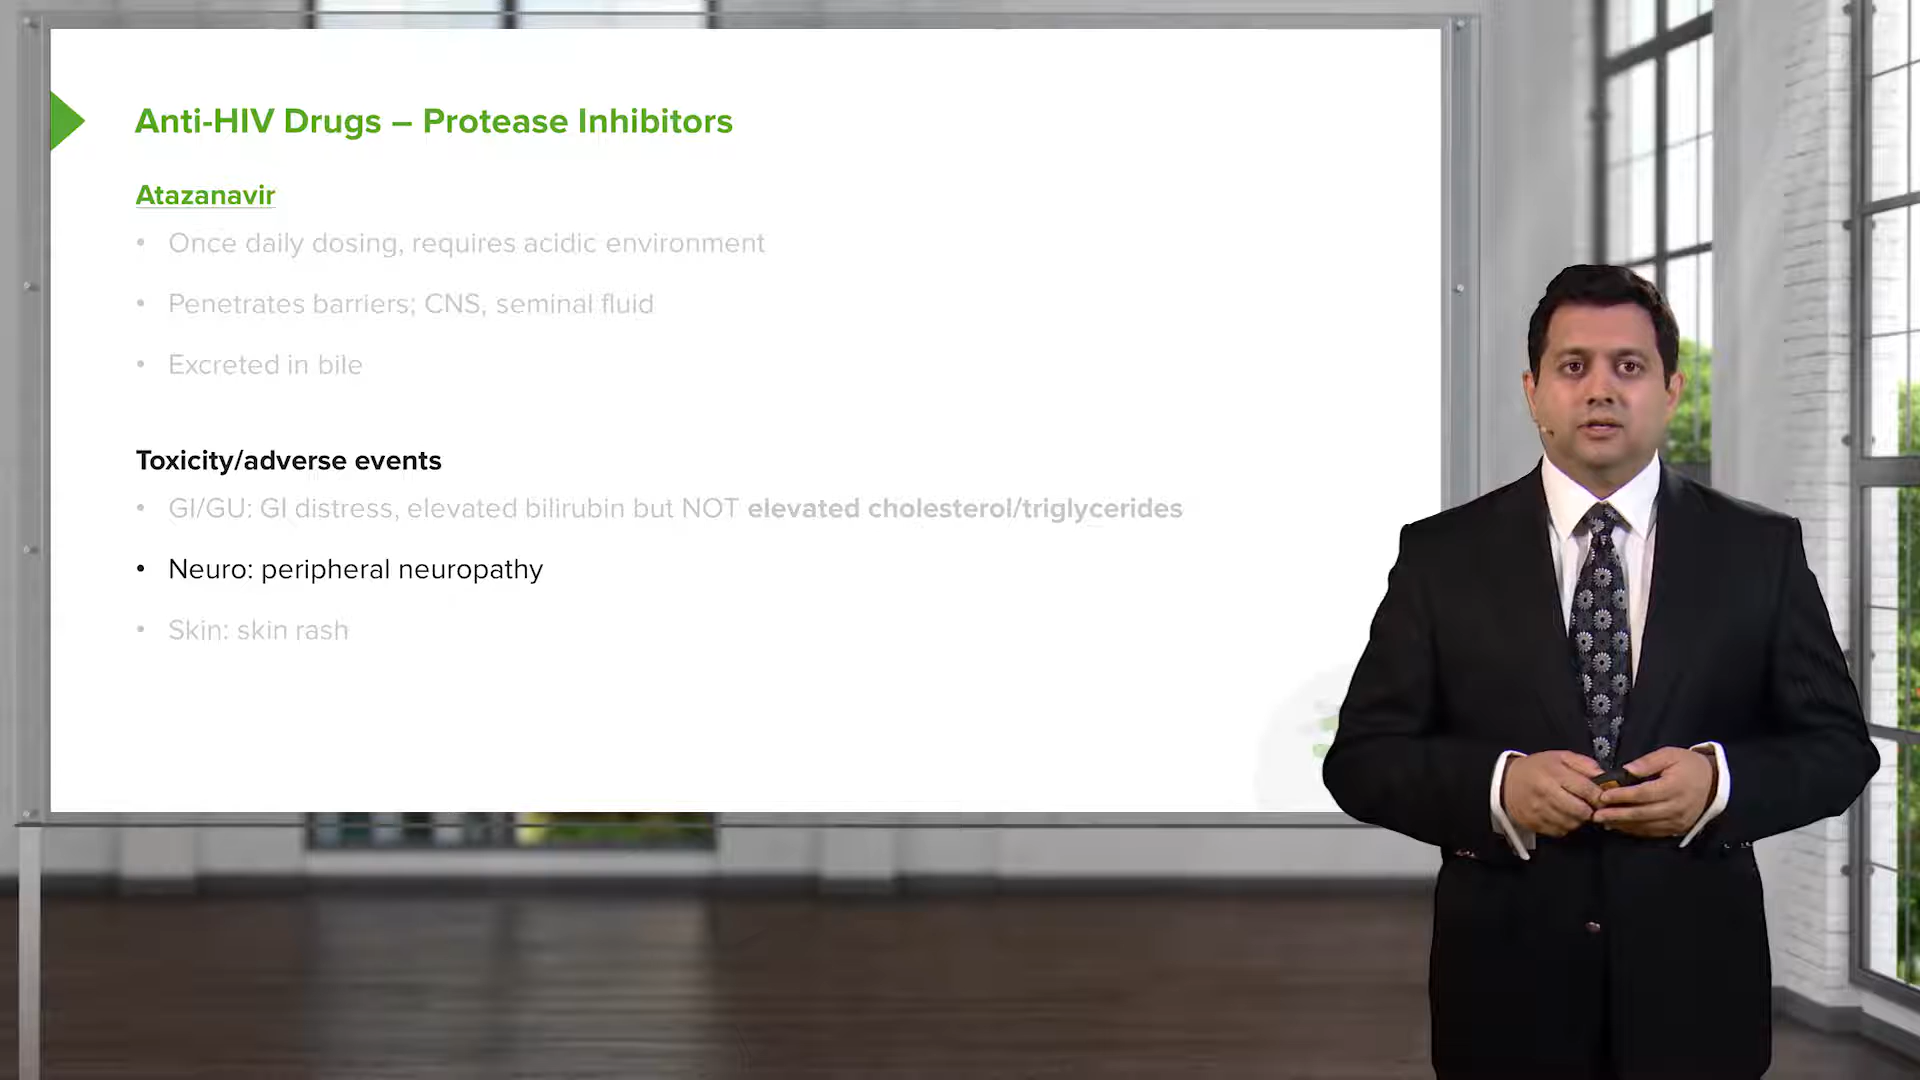 Anti-HIV Drugs – Protease Inhibitors
Atazanavir
• Once daily dosing, requires acidic environment
• Penetrates barriers; CNS, seminal fluid
• Excreted in bile
Toxicity/adverse events
• GI/GU: GI distress, elevated bilirubin but NOT elevated cholesterol/triglycerides
• Neuro: peripheral neuropathy
• Skin: skin rash